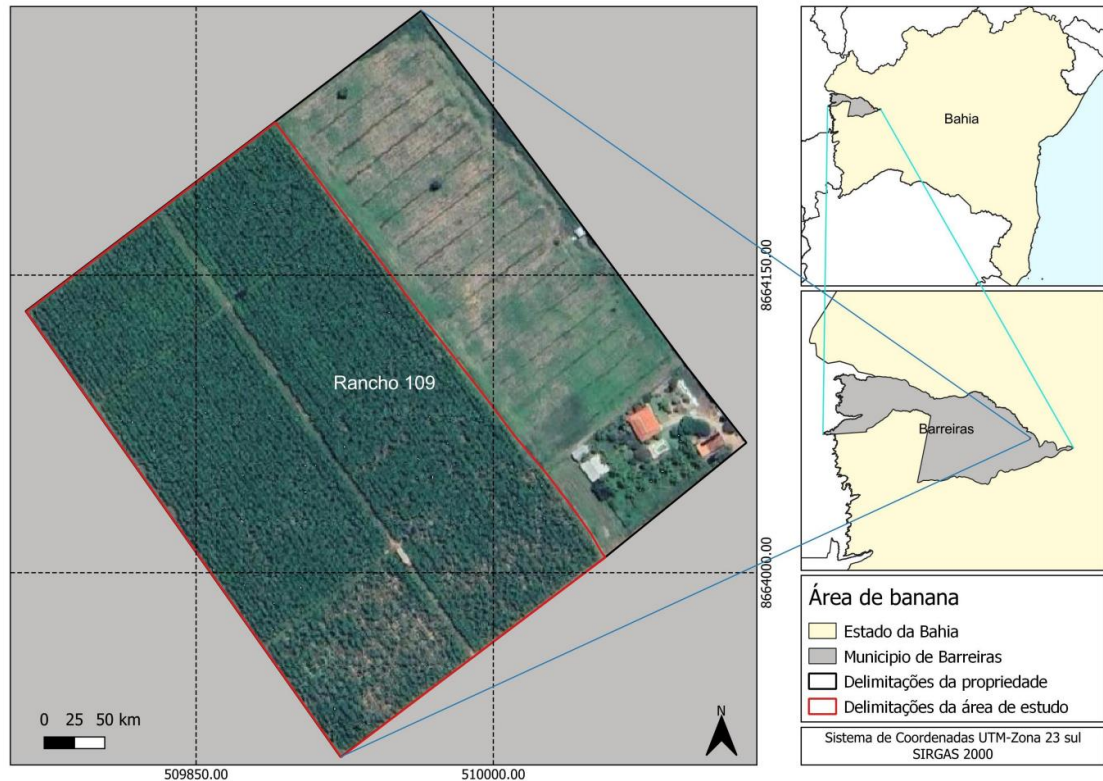 Rancho 109
0 25 50 km
N
509850.00
510000.00
8664150.00
8664000.00
Bahia
Barreiras
Área de banana
Estado da Bahia
Municipio de Barreiras
Delimitações da propriedade
Delimitações da área de estudo
Sistema de Coordenadas UTM-Zona 23 sul
SIRGAS 2000